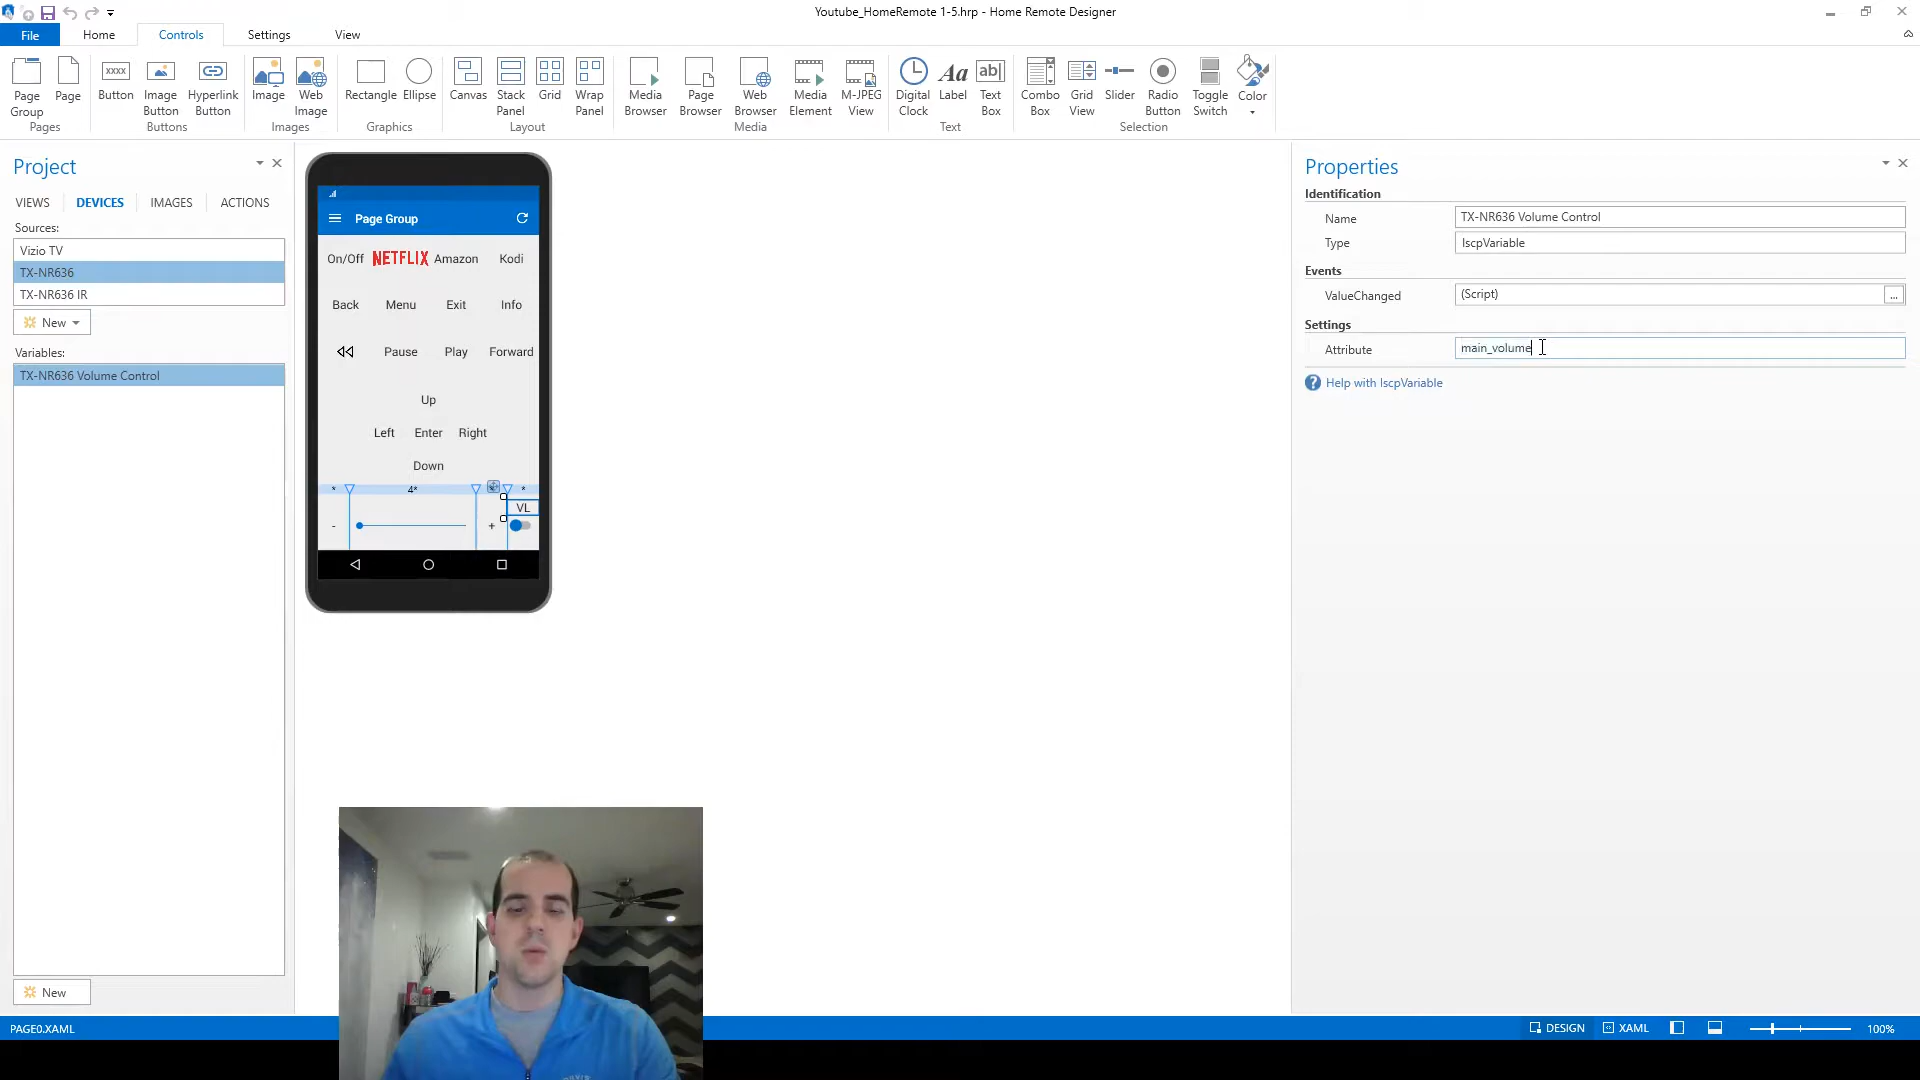 Youtube_HomeRemote 1-5.hrp - Home Remote Designer
File Home Controls Settings View
Page Group
Page
Button
Image Button
Hyperlink Button
Image
Web Image
Rectangle
Ellipse
Canvas
Stack Panel
Grid
Wrap Panel
Media Browser
Page Browser
Web Browser
Media Element
M-JPEG View
Digital Clock
Aa
Label
ab|
Text Box
Combo Box
Grid View
Slider
Radio Button
Toggle Switch
Color
xxxx
Pages Buttons Images Graphics Layout Media Text Selection
Project
VIEWS DEVICES IMAGES ACTIONS
Sources:
Vizio TV
TX-NR636
TX-NR636 IR
New
Variables:
TX-NR636 Volume Control
New
Page Group
On/Off NETFLIX Amazon Kodi
Back Menu Exit Info
Pause Play Forward
Up
Left Enter Right
Down
* 4* *
VL
- +
Properties
Identification
Name TX-NR636 Volume Control
Type IscpVariable
Events
ValueChanged (Script) ...
Settings
Attribute main_volume
? Help with IscpVariable
PAGE0.XAML
DESIGN XAML 100%